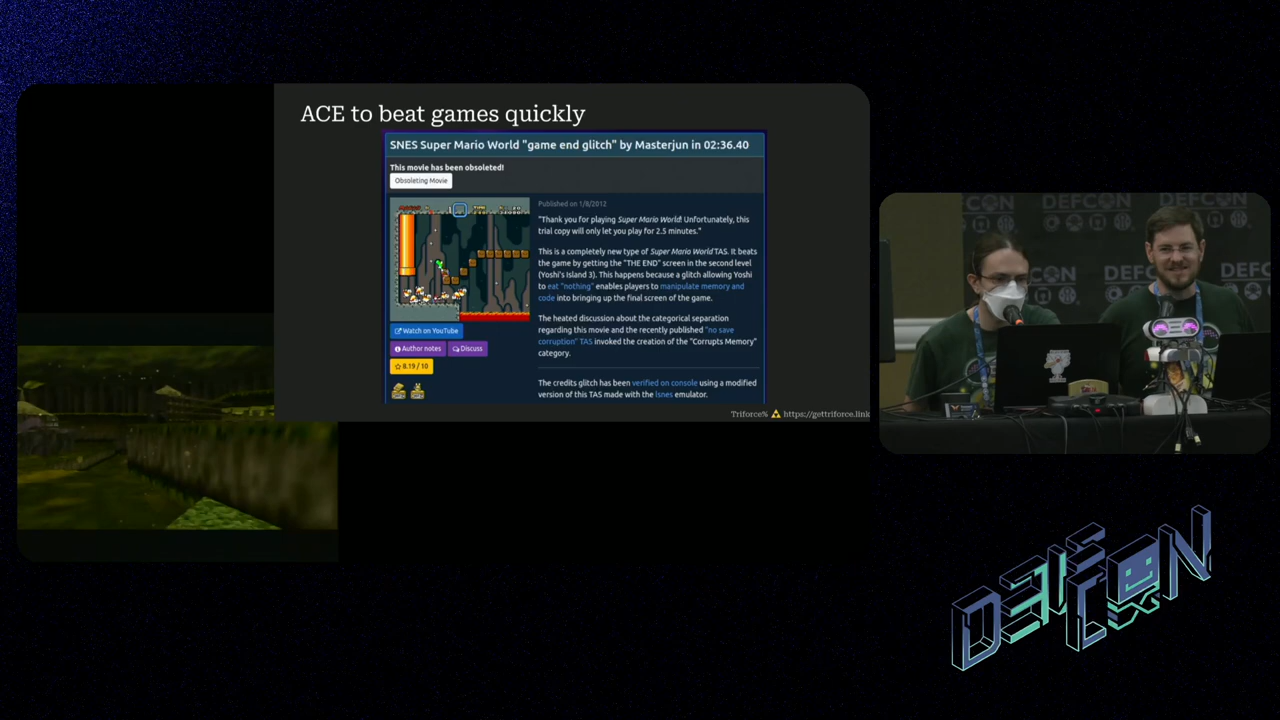 ACE to beat games quickly
SNES Super Mario World "game end glitch" by Masterjun in 02:36.40
This movie has been obsoleted!
Obsoleting Movie
Published on 1/8/2012
"Thank you for playing Super Mario World! Unfortunately, this
trial copy will only let you play for 2.5 minutes."
This is a completely new type of Super Mario World TAS. It beats
the game by getting the "THE END" screen in the second level
(Yoshi's Island 3). This happens because a glitch allowing Yoshi
to eat "nothing" enables players to manipulate memory and
code into bringing up the final screen of the game.
The heated discussion about the categorical separation
regarding this movie and the recently published "no save
corruption" TAS invoked the creation of the "Corrupts Memory"
category.
The credits glitch has been verified on console using a modified
version of this TAS made with the lsnes emulator.
Watch on YouTube
Author notes
Discuss
8.19 / 10
Triforce% https://gettriforce.link
DEFCON
DEFCON
DEFCON
DEFCON